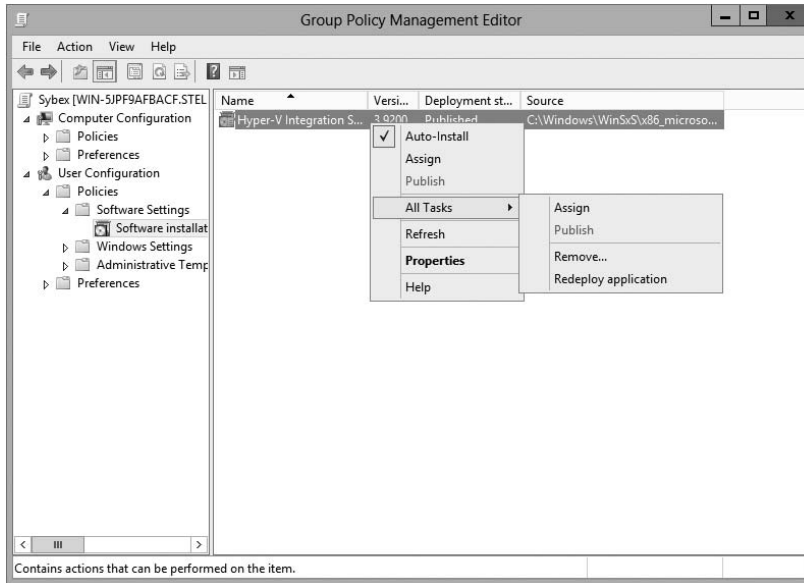 Group Policy Management Editor
File Action View Help
Sybex [WIN-5JPF9AFBACF.STEL
Computer Configuration
Policies
Preferences
User Configuration
Policies
Software Settings
Software installat
Windows Settings
Administrative Temp
Preferences
Name Versi... Deployment st... Source
Hyper-V Integration S... 3.9200 Published C:\Windows\WinSxS\x86_microso...
Auto-Install
Assign
Publish
All Tasks
Refresh
Properties
Help
Assign
Publish
Remove...
Redeploy application
Contains actions that can be performed on the item.